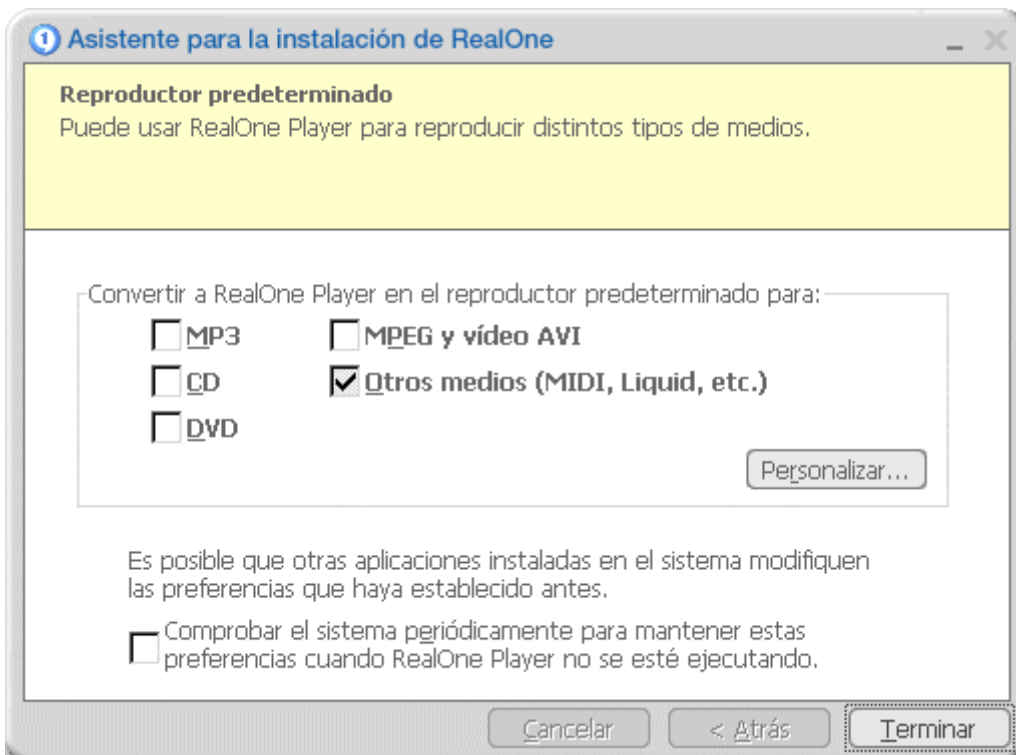 Asistente para la instalación de RealOne
Reproductor predeterminado
Puede usar RealOne Player para reproducir distintos tipos de medios.
Convertir a RealOne Player en el reproductor predeterminado para:
MP3
MPEG y vídeo AVI
CD
Otros medios (MIDI, Liquid, etc.)
DVD
Personalizar...
Es posible que otras aplicaciones instaladas en el sistema modifiquen
las preferencias que haya establecido antes.
Comprobar el sistema periódicamente para mantener estas
preferencias cuando RealOne Player no se esté ejecutando.
Cancelar
< Atrás
Terminar